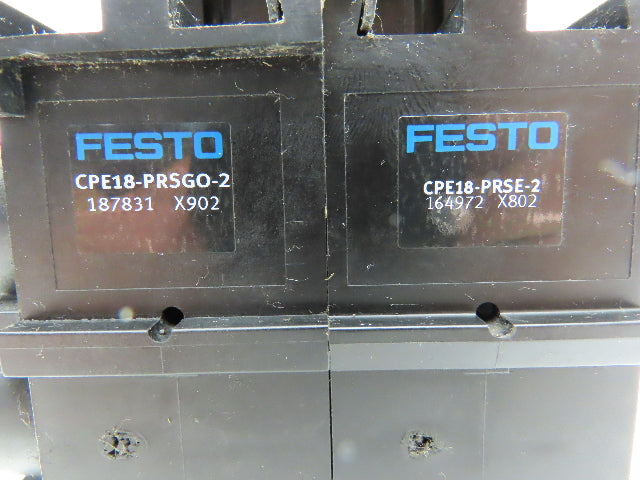 FESTO
CPE18-PRSGO-2
187831 X902
FESTO
CPE18-PRSE-2
164972 X802